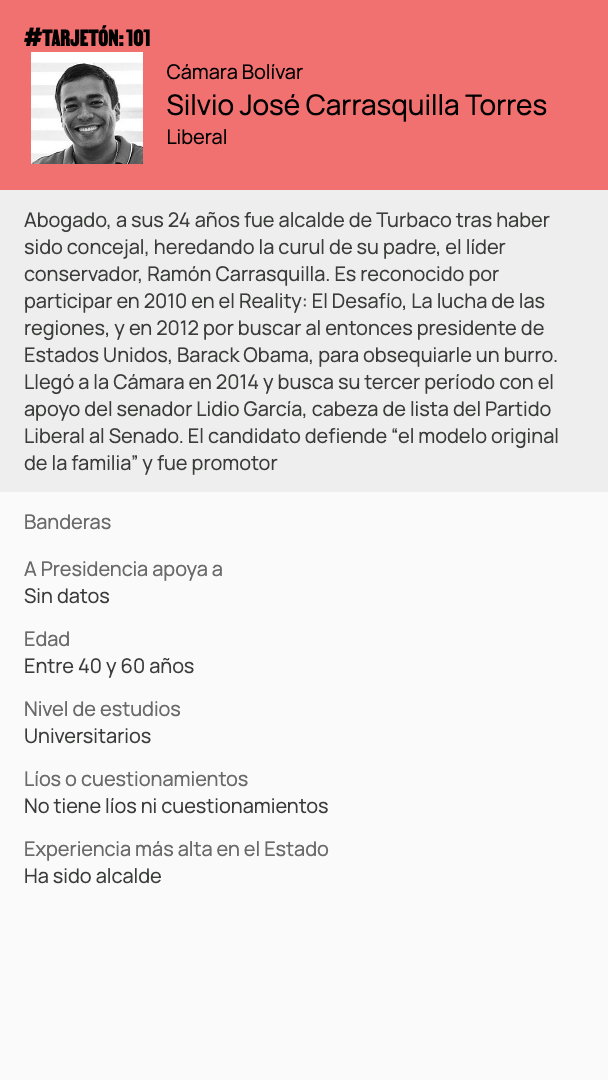 #TARJETÓN: 101
Cámara Bolívar
Silvio José Carrasquilla Torres
Liberal
Abogado, a sus 24 años fue alcalde de Turbaco tras haber
sido concejal, heredando la curul de su padre, el líder
conservador, Ramón Carrasquilla. Es reconocido por
participar en 2010 en el Reality: El Desafío, La lucha de las
regiones, y en 2012 por buscar al entonces presidente de
Estados Unidos, Barack Obama, para obsequiarle un burro.
Llegó a la Cámara en 2014 y busca su tercer período con el
apoyo del senador Lidio García, cabeza de lista del Partido
Liberal al Senado. El candidato defiende “el modelo original
de la familia” y fue promotor
Banderas
A Presidencia apoya a
Sin datos
Edad
Entre 40 y 60 años
Nivel de estudios
Universitarios
Líos o cuestionamientos
No tiene líos ni cuestionamientos
Experiencia más alta en el Estado
Ha sido alcalde